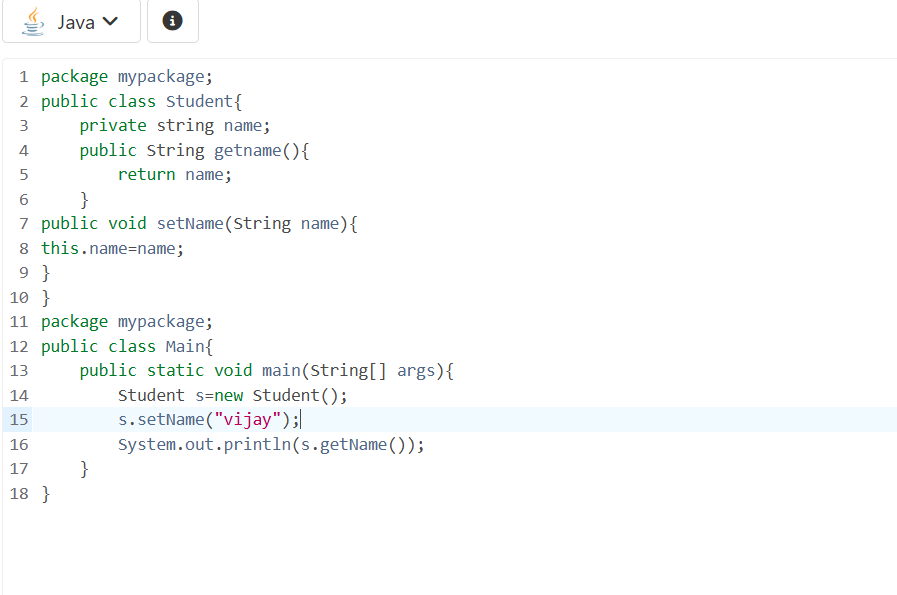 Java
1 package mypackage;
2 public class Student{
3     private string name;
4     public String getname(){
5         return name;
6     }
7 public void setName(String name){
8 this.name=name;
9 }
10 }
11 package mypackage;
12 public class Main{
13     public static void main(String[] args){
14         Student s=new Student();
15         s.setName("vijay");
16         System.out.println(s.getName());
17     }
18 }